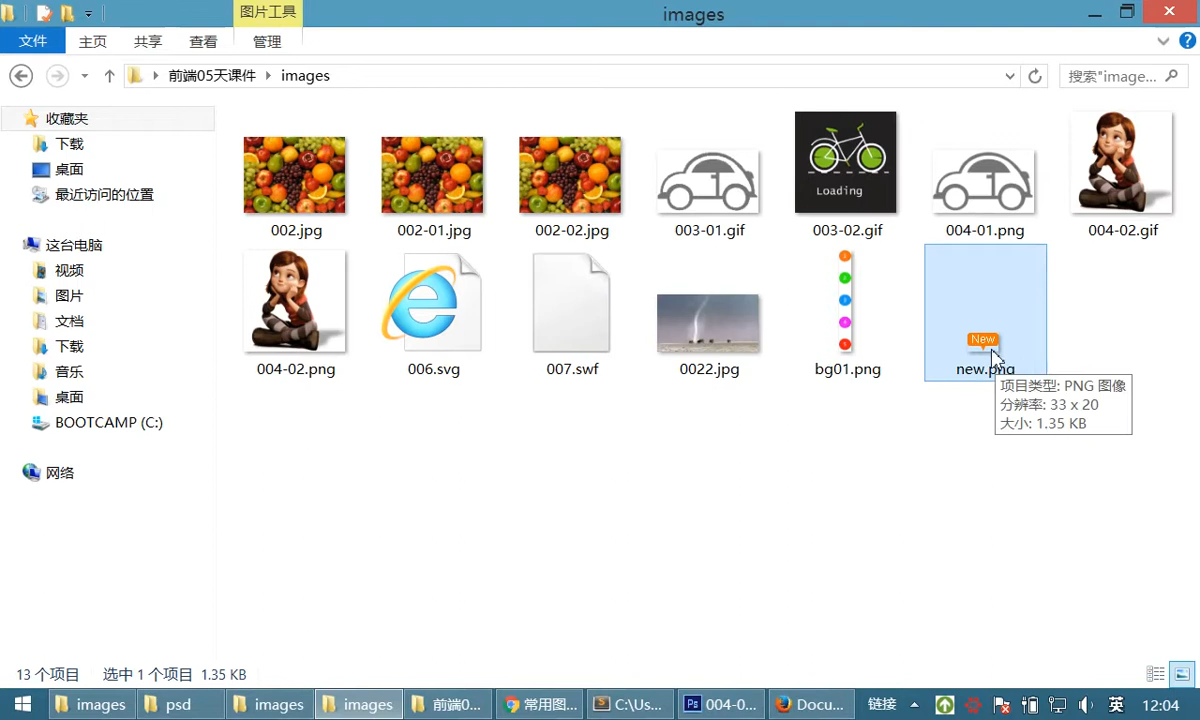 图片工具
images
文件
主页
共享
查看
管理
前端05天课件
images
搜索"image...
收藏夹
下载
桌面
最近访问的位置
这台电脑
视频
图片
文档
下载
音乐
桌面
BOOTCAMP (C:)
网络
Loading
002.jpg
002-01.jpg
002-02.jpg
003-01.gif
003-02.gif
004-01.png
004-02.gif
New
004-02.png
006.svg
007.swf
0022.jpg
bg01.png
new.png
项目类型: PNG 图像
分辨率: 33 x 20
大小: 1.35 KB
13 个项目
选中 1 个项目 1.35 KB
images
psd
images
images
前端0...
常用图...
C:\Us...
Ps
004-0...
Docu...
链接
英
12:04